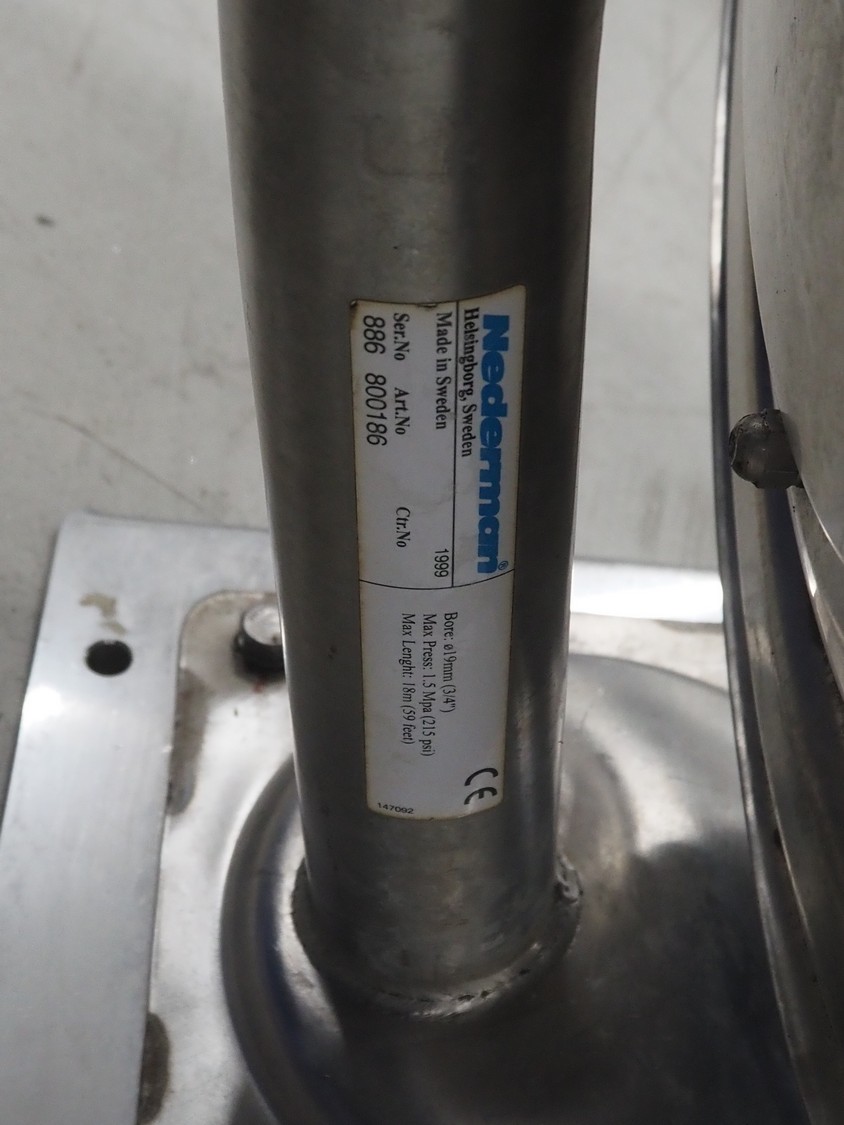 Nederman®
Helsingborg, Sweden
Made in Sweden 1999
Ser.No Art.No Ctr.No
886 800186
Bore: ø19mm (3/4")
Max Press: 1.5 Mpa (215 psi)
Max Lenght: 18m (59 feet)
CE
147092